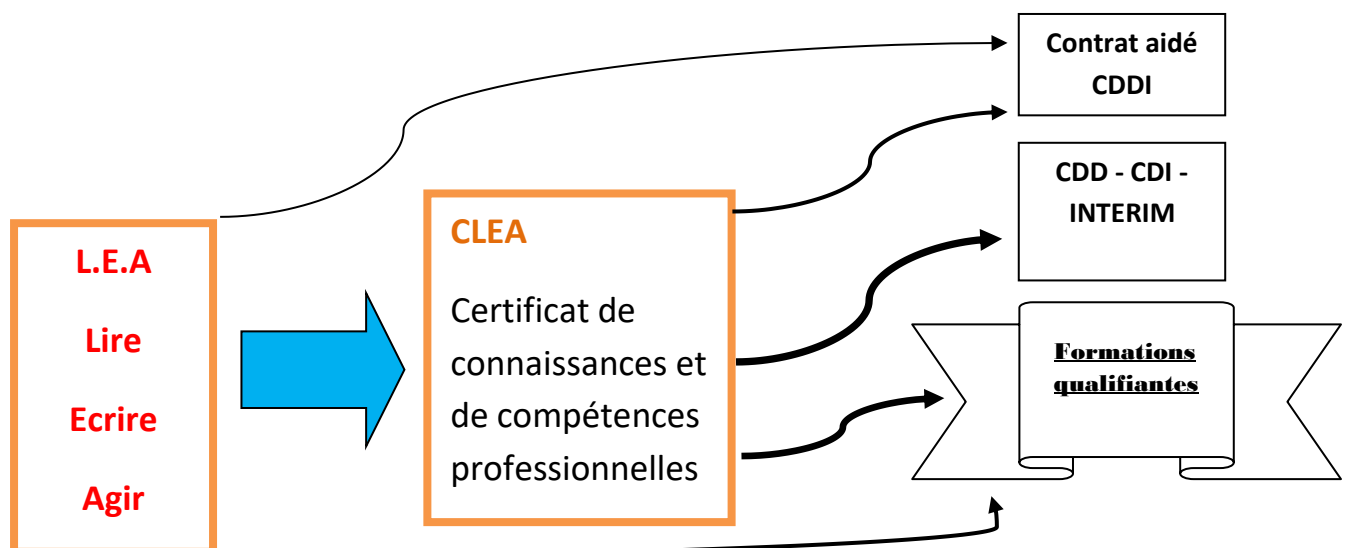 L.E.A
Lire
Ecrire
Agir
CLEA
Certificat de
connaissances et
de compétences
professionnelles
Contrat aidé
CDDI
CDD - CDI -
INTERIM
Formations
qualifiantes